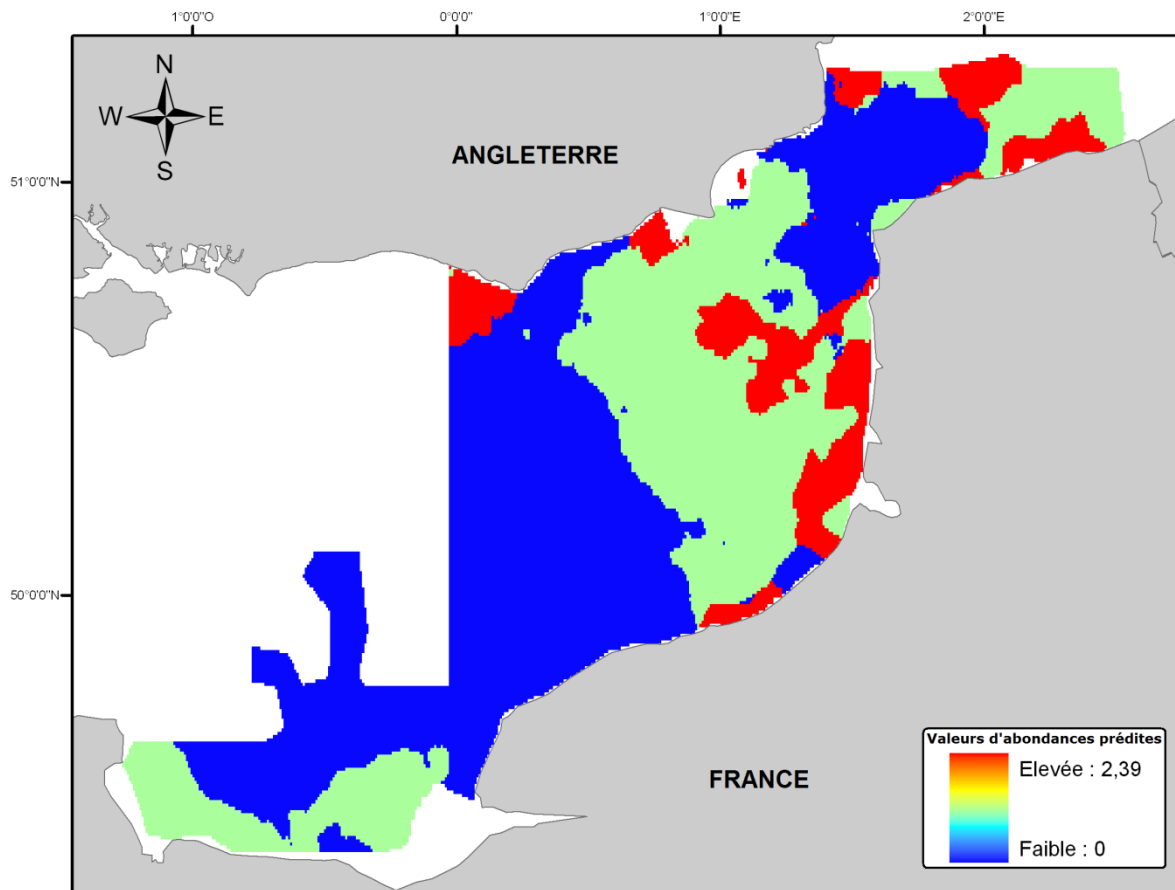 1°0'0"O 0°0'0" 1°0'0"E 2°0'0"E
N
W E
S
ANGLETERRE
51°0'0"N
50°0'0"N
FRANCE
Valeurs d'abondances prédites
Elevée : 2,39
Faible : 0